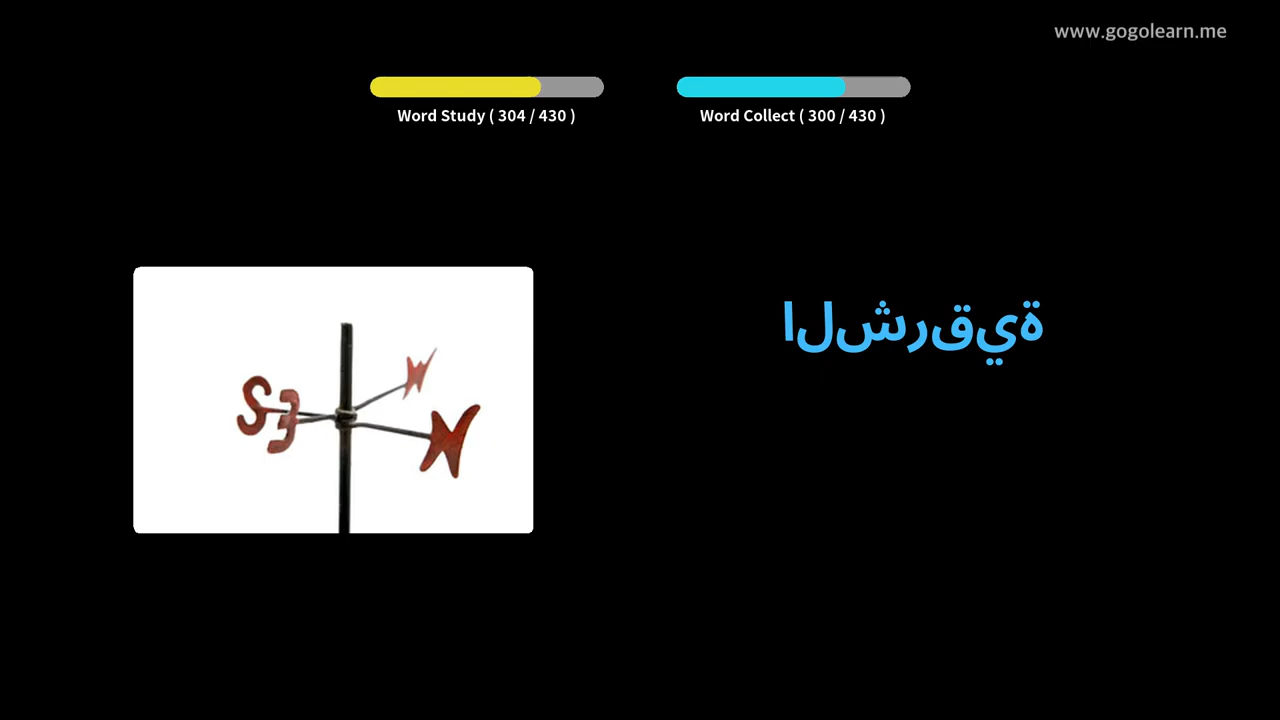 www.gogolearn.me
Word Study ( 304 / 430 )
Word Collect ( 300 / 430 )
الشرقية
S
E
N
W